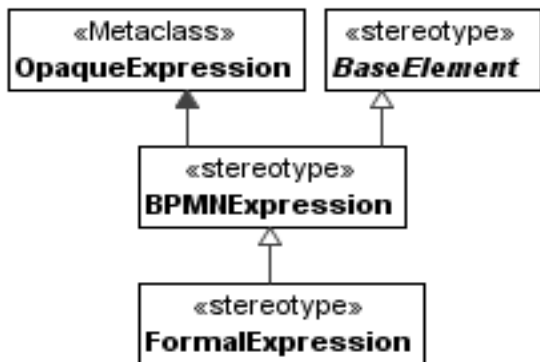 «Metaclass»
OpaqueExpression
«stereotype»
BaseElement
«stereotype»
BPMNExpression
«stereotype»
FormalExpression